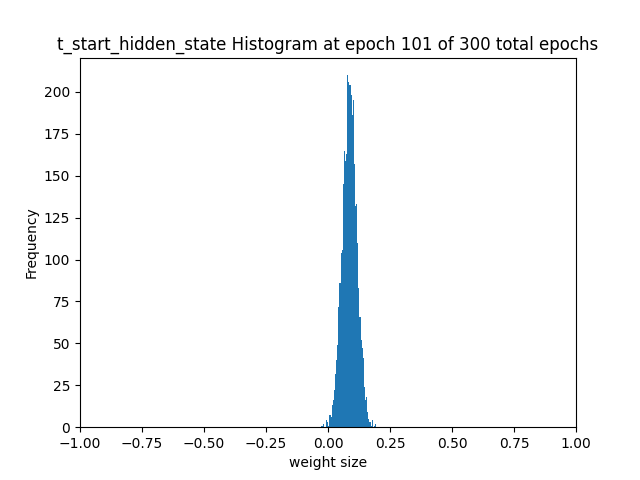 t_start_hidden_state Histogram at epoch 101 of 300 total epochs
200
175
150
125
100
75
50
25
0
Frequency
−1.00 −0.75 −0.50 −0.25 0.00 0.25 0.50 0.75 1.00
weight size